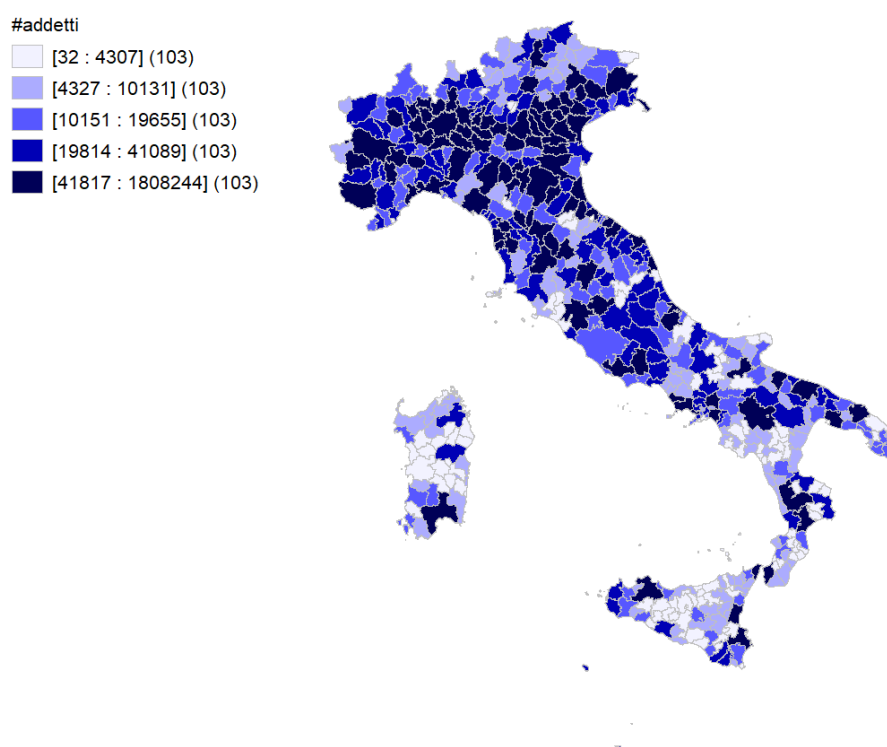 #addetti
[32 : 4307] (103)
[4327 : 10131] (103)
[10151 : 19655] (103)
[19814 : 41089] (103)
[41817 : 1808244] (103)